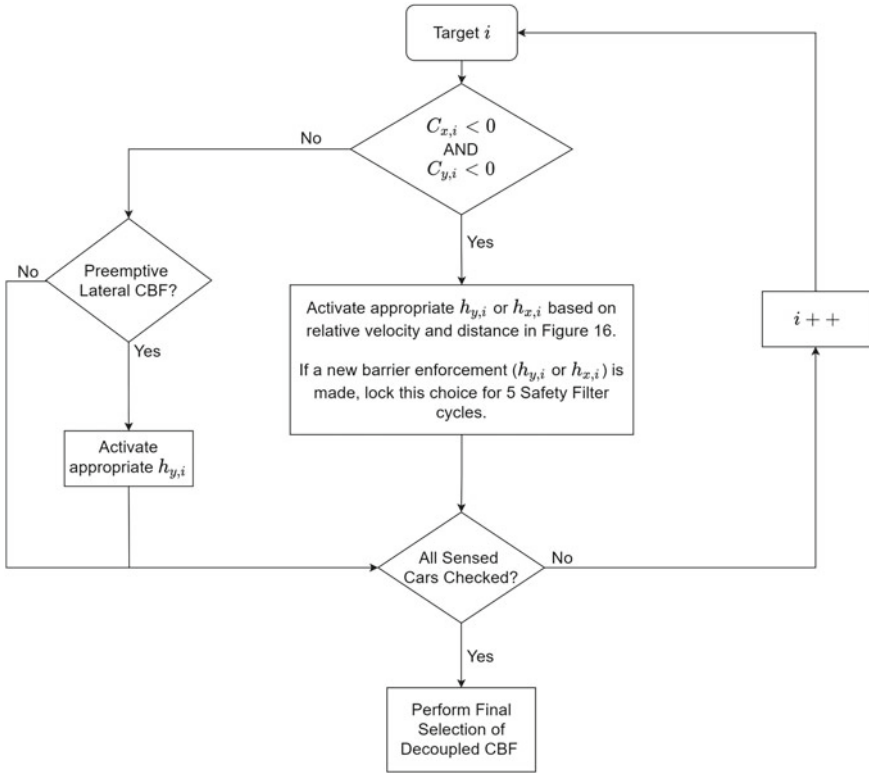 Target i
C_{x,i} < 0
AND
C_{y,i} < 0
No
Yes
Preemptive
Lateral CBF?
No
Yes
Activate
appropriate h_{y,i}
Activate appropriate h_{y,i} or h_{x,i} based on
relative velocity and distance in Figure 16.
If a new barrier enforcement (h_{y,i} or h_{x,i}) is
made, lock this choice for 5 Safety Filter
cycles.
i + +
All Sensed
Cars Checked?
No
Yes
Perform Final
Selection of
Decoupled CBF